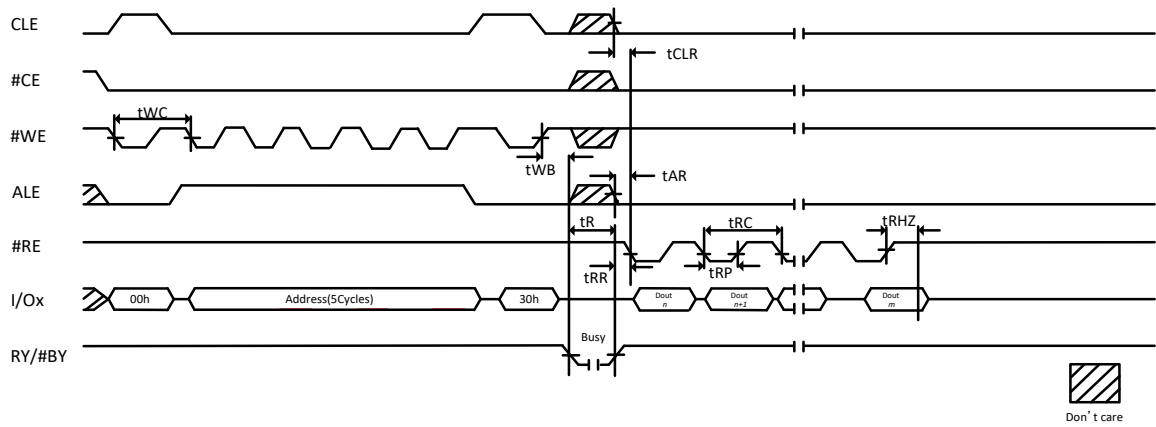 CLE
tCLR
#CE
tWC
#WE
tWB
tAR
ALE
tR
tRC
tRHZ
#RE
tRR
tRP
I/Ox
00h
Address(5Cycles)
30h
Dout
n
Dout
n+1
Dout
m
Busy
RY/#BY
Don't care